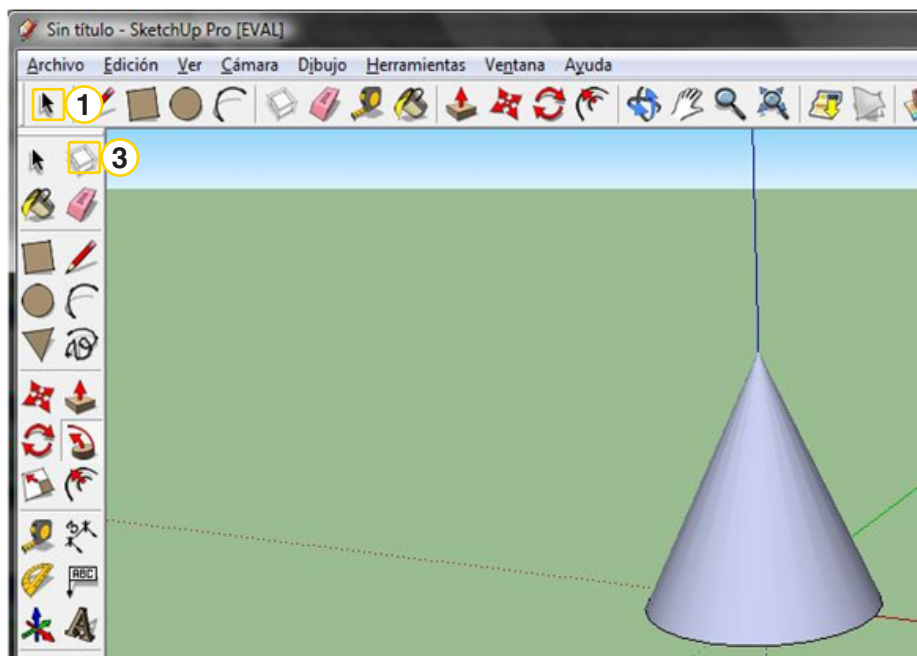 Sin título - SketchUp Pro [EVAL]
Archivo Edición Ver Cámara Dibujo Herramientas Ventana Ayuda
1
3
ABC
A